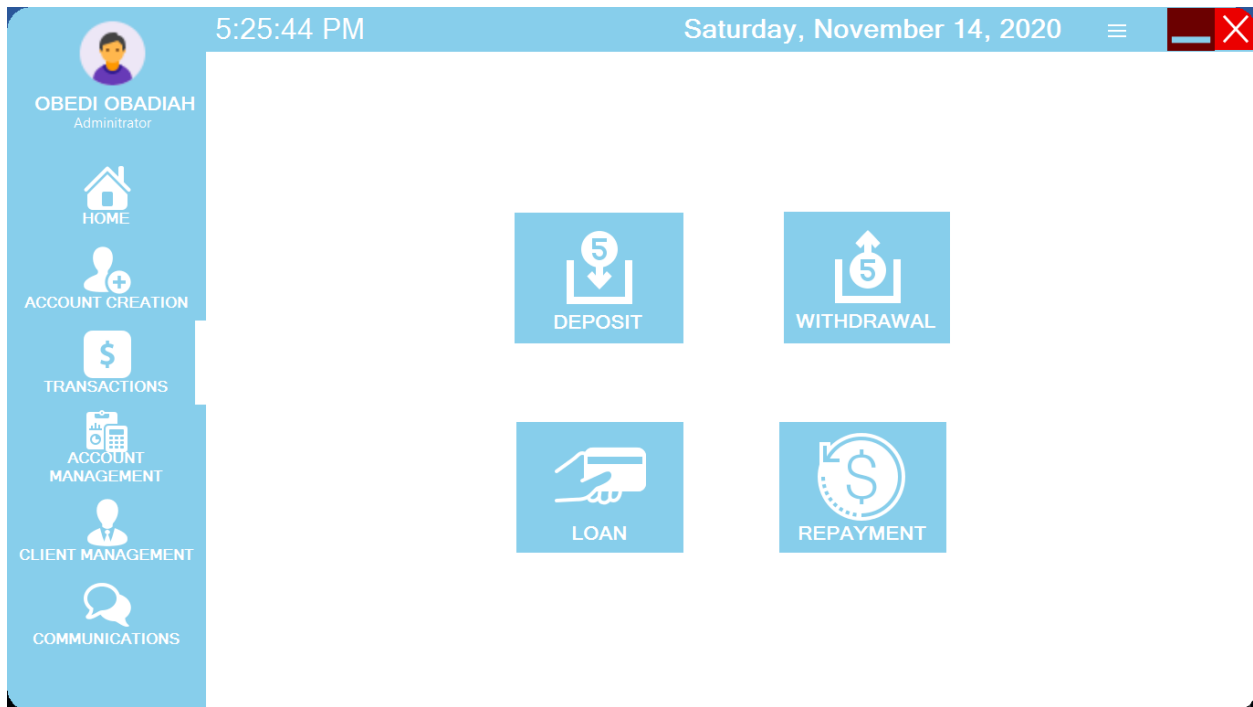 5:25:44 PM
Saturday, November 14, 2020
OBEDI OBADIAH
Adminitrator
HOME
ACCOUNT CREATION
$
TRANSACTIONS
ACCOUNT
MANAGEMENT
CLIENT MANAGEMENT
COMMUNICATIONS
5
DEPOSIT
5
WITHDRAWAL
LOAN
$
REPAYMENT